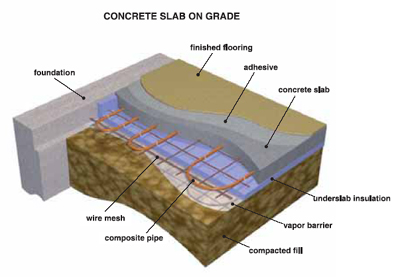 CONCRETE SLAB ON GRADE
finished flooring
adhesive
foundation
concrete slab
underslab insulation
wire mesh
vapor barrier
composite pipe
compacted fill